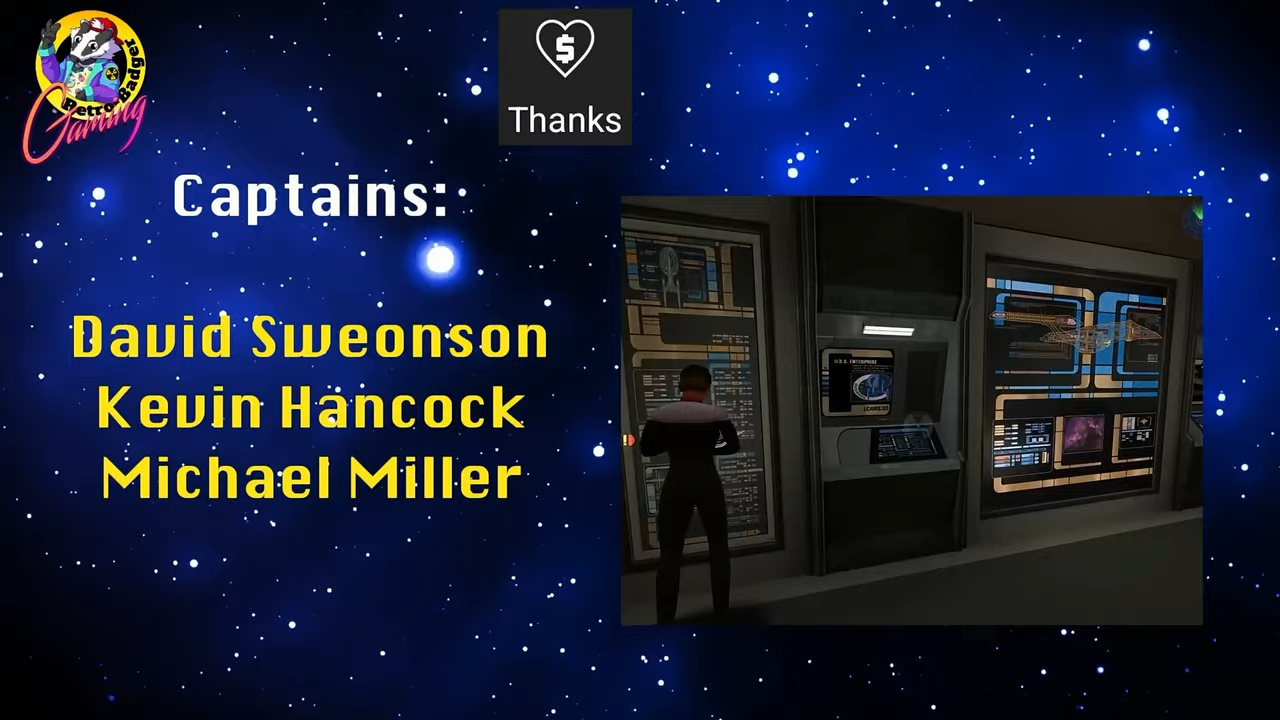 Retro Badger
Gaming
Thanks
Captains:
David Sweonson
Kevin Hancock
Michael Miller
U.S.S. ENTERPRISE